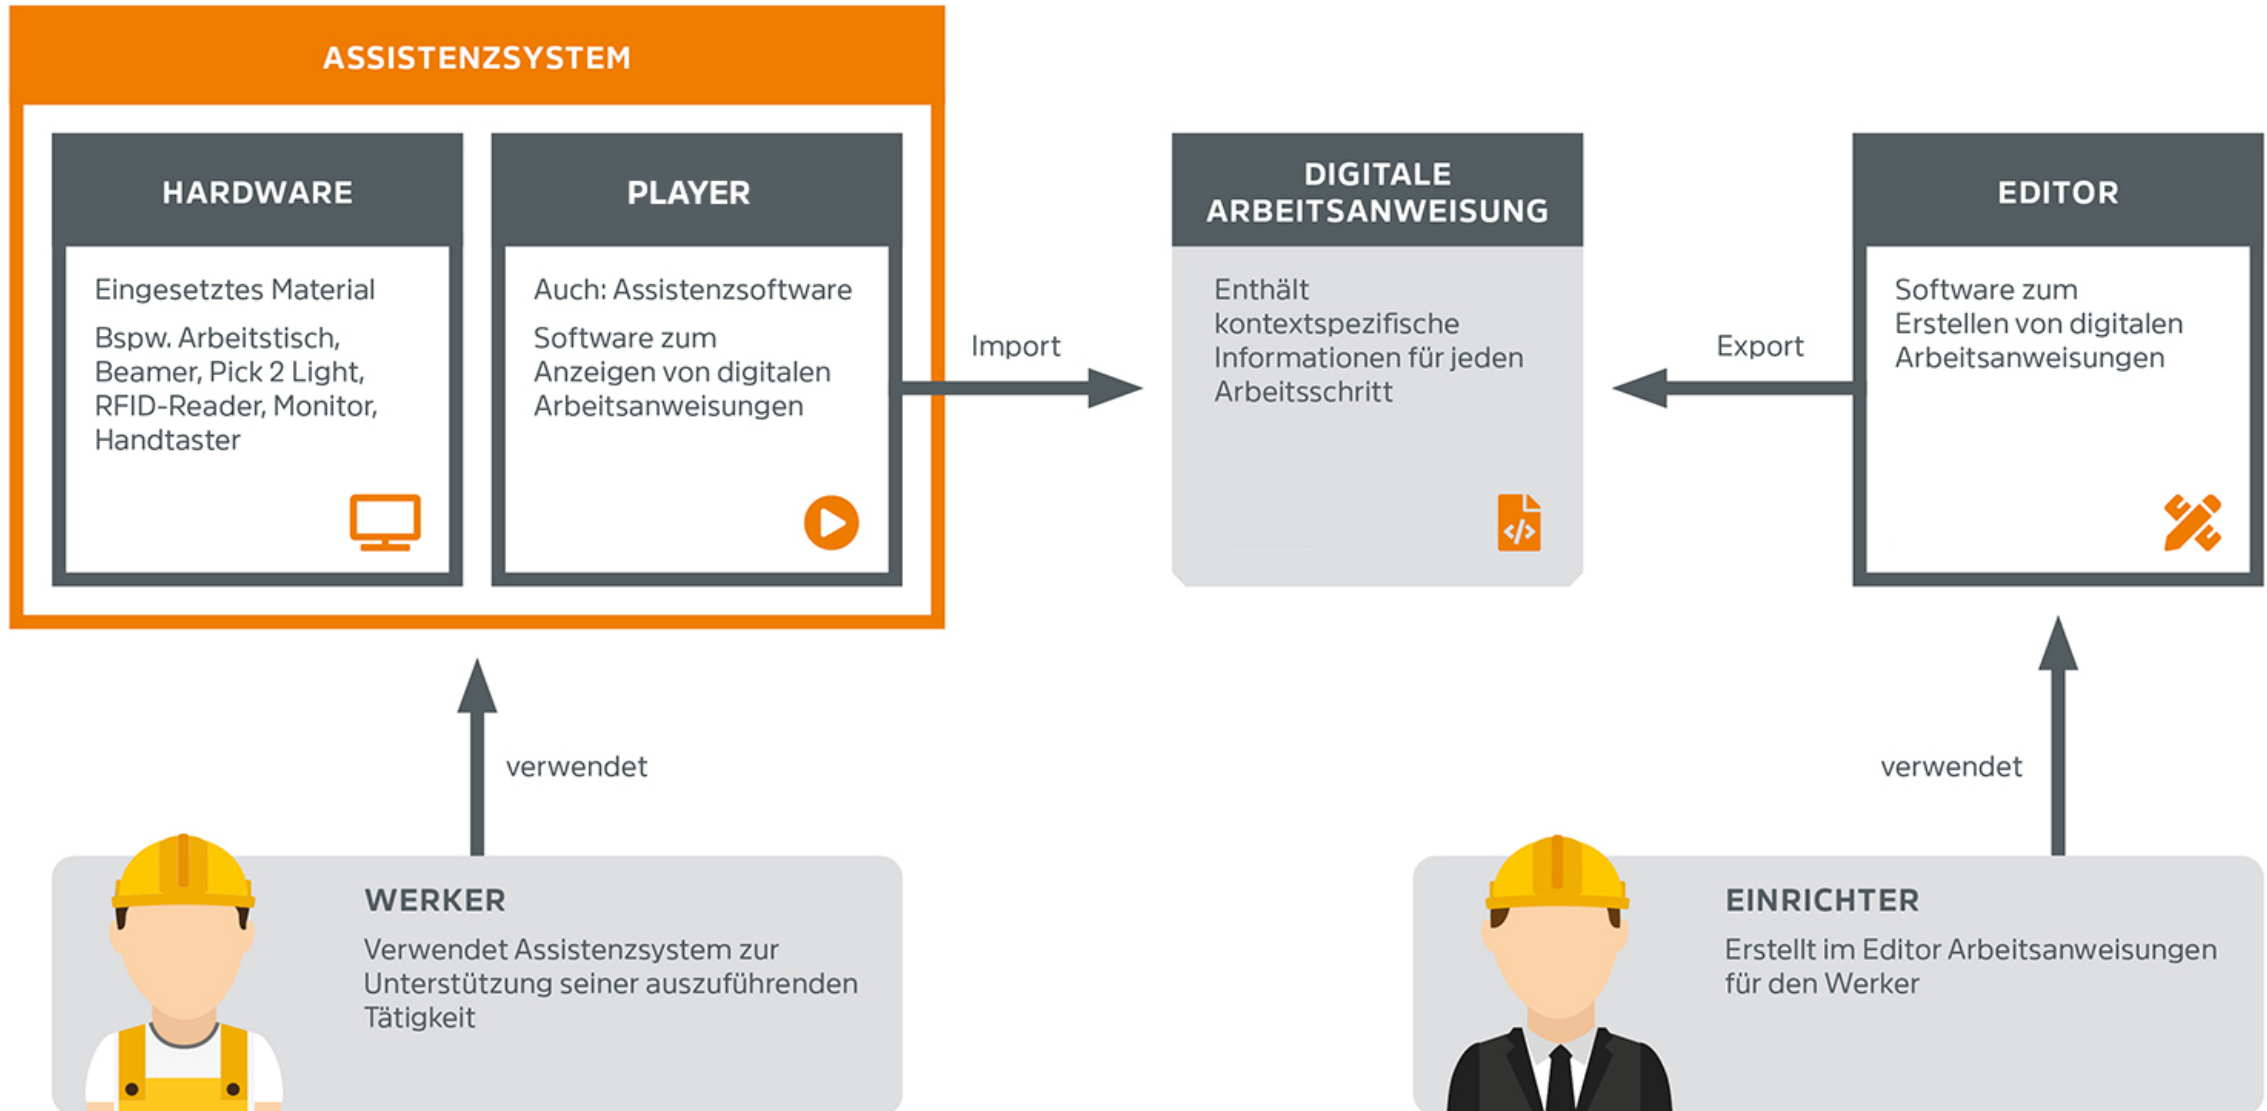 ASSISTENZSYSTEM
HARDWARE
Eingesetztes Material
Bspw. Arbeitstisch,
Beamer, Pick 2 Light,
RFID-Reader, Monitor,
Handtaster
PLAYER
Auch: Assistenzsoftware
Software zum
Anzeigen von digitalen
Arbeitsanweisungen
Import
DIGITALE
ARBEITSANWEISUNG
Enthält
kontextspezifische
Informationen für jeden
Arbeitsschritt
</>
Export
EDITOR
Software zum
Erstellen von digitalen
Arbeitsanweisungen
verwendet
verwendet
WERKER
Verwendet Assistenzsystem zur
Unterstützung seiner auszuführenden
Tätigkeit
EINRICHTER
Erstellt im Editor Arbeitsanweisungen
für den Werker